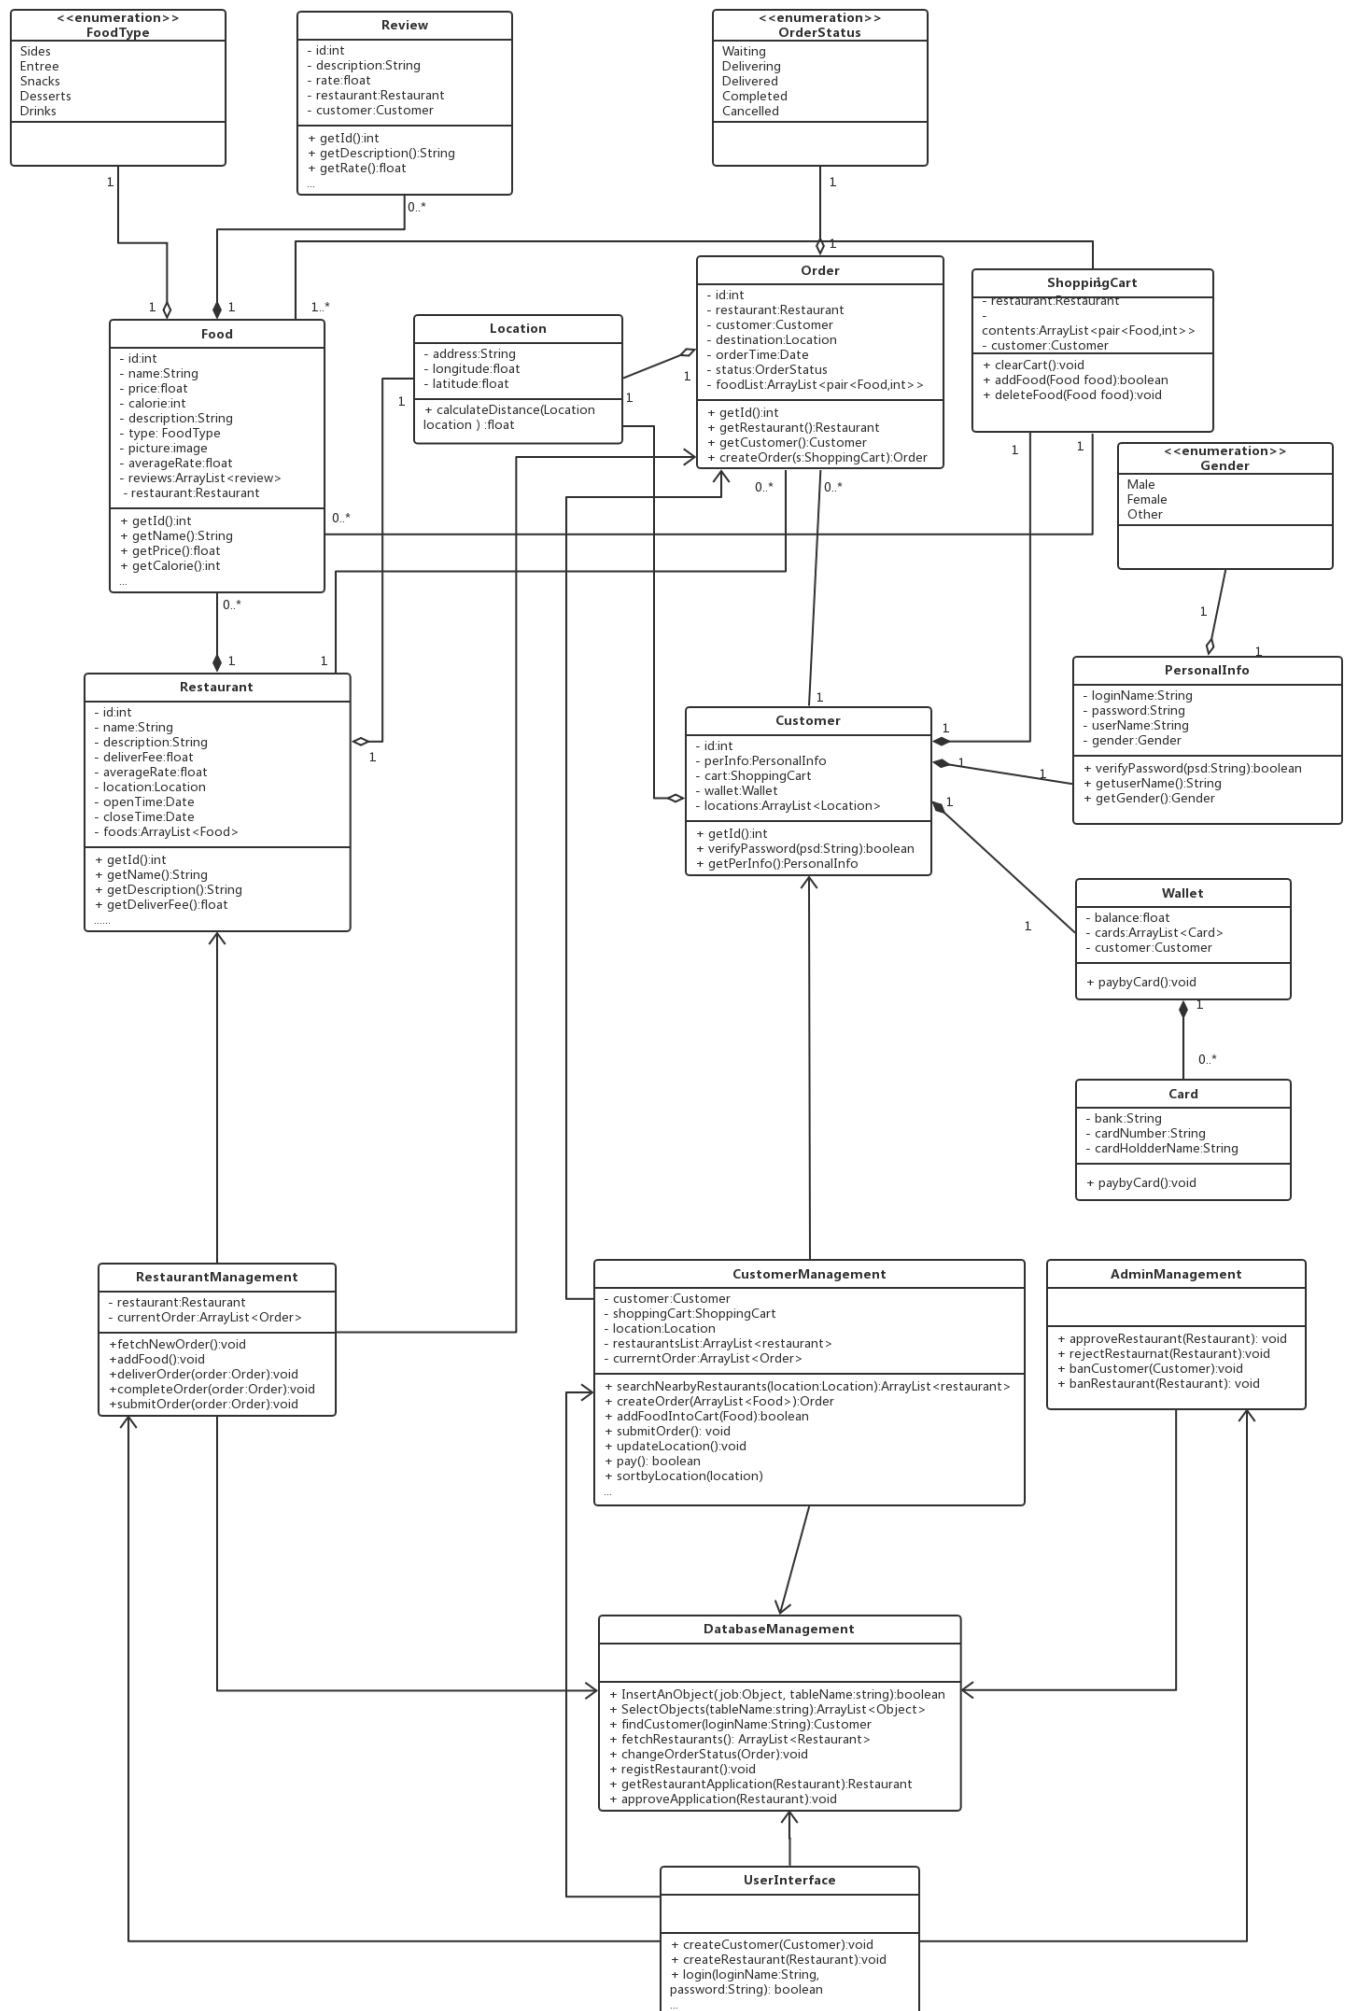 <<enumeration>>
FoodType
Sides
Entree
Snacks
Desserts
Drinks
Review
- id:int
- description:String
- rate:float
- restaurant:Restaurant
- customer:Customer
+ getId():int
+ getDescription():String
+ getRate():float
...
<<enumeration>>
OrderStatus
Waiting
Delivering
Delivered
Completed
Cancelled
1
0..*
1
1
1
1
1..*
Food
- id:int
- name:String
- price:float
- calorie:int
- description:String
- type: FoodType
- picture:image
- averageRate:float
- reviews:ArrayList<review>
- restaurant:Restaurant
+ getId():int
+ getName():String
+ getPrice():float
+ getCalorie():int
...
Location
- address:String
- longitude:float
- latitude:float
+ calculateDistance(Location
location ) :float
1
1
1
Order
- id:int
- restaurant:Restaurant
- customer:Customer
- destination:Location
- orderTime:Date
- status:OrderStatus
- foodList:ArrayList<pair<Food,int>>
+ getId():int
+ getRestaurant():Restaurant
+ getCustomer():Customer
+ createOrder(s:ShoppingCart):Order
ShoppingCart
1
- restaurant:Restaurant
-
contents:ArrayList<pair<Food,int>>
- customer:Customer
+ clearCart():void
+ addFood(Food food):boolean
+ deleteFood(Food food):void
1
1
<<enumeration>>
Gender
Male
Female
Other
0..*
0..*
0..*
0..*
1
1
1
1
1
1
Restaurant
- id:int
- name:String
- description:String
- deliverFee:float
- averageRate:float
- location:Location
- openTime:Date
- closeTime:Date
- foods:ArrayList<Food>
+ getId():int
+ getName():String
+ getDescription():String
+ getDeliverFee():float
......
Customer
- id:int
- perInfo:PersonalInfo
- cart:ShoppingCart
- wallet:Wallet
- locations:ArrayList<Location>
+ getId():int
+ verifyPassword(psd:String):boolean
+ getPerInfo():PersonalInfo
1
1
1
1
1
PersonalInfo
- loginName:String
- password:String
- userName:String
- gender:Gender
+ verifyPassword(psd:String):boolean
+ getuserName():String
+ getGender():Gender
Wallet
- balance:float
- cards:ArrayList<Card>
- customer:Customer
+ paybyCard():void
1
0..*
Card
- bank:String
- cardNumber:String
- cardHoldderName:String
+ paybyCard():void
RestaurantManagement
- restaurant:Restaurant
- currentOrder:ArrayList<Order>
+fetchNewOrder():void
+addFood():void
+deliverOrder(order:Order):void
+completeOrder(order:Order):void
+submitOrder(order:Order):void
CustomerManagement
- customer:Customer
- shoppingCart:ShoppingCart
- location:Location
- restaurantsList:ArrayList<restaurant>
- currerntOrder:ArrayList<Order>
+ searchNearbyRestaurants(location:Location):ArrayList<restaurant>
+ createOrder(ArrayList<Food>):Order
+ addFoodIntoCart(Food):boolean
+ submitOrder(): void
+ updateLocation():void
+ pay(): boolean
+ sortbyLocation(location)
...
AdminManagement
+ approveRestaurant(Restaurant): void
+ rejectRestaurnat(Restaurant):void
+ banCustomer(Customer):void
+ banRestaurant(Restaurant): void
DatabaseManagement
+ InsertAnObject(job:Object, tableName:string):boolean
+ SelectObjects(tableName:string):ArrayList<Object>
+ findCustomer(loginName:String):Customer
+ fetchRestaurants(): ArrayList<Restaurant>
+ changeOrderStatus(Order):void
+ registRestaurant():void
+ getRestaurantApplication(Restaurant):Restaurant
+ approveApplication(Restaurant):void
UserInterface
+ createCustomer(Customer):void
+ createRestaurant(Restaurant):void
+ login(loginName:String,
password:String): boolean
...